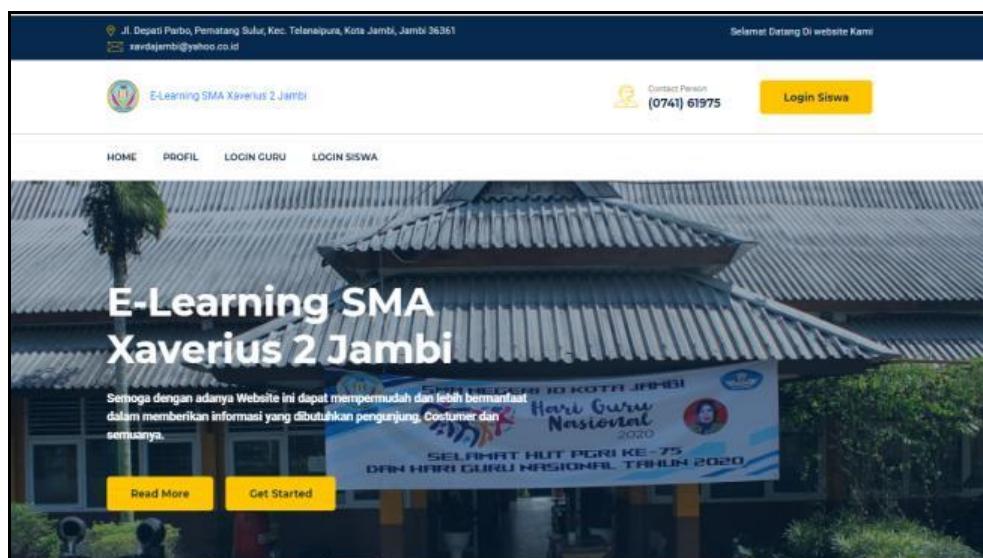 Jl. Depati Parbo, Pematang Sulur, Kec. Telanaipura, Kota Jambi, Jambi 36361
Selamat Datang Di website Kami
xavdajambi@yahoo.co.id
E-Learning SMA Xaverius 2 Jambi
Contact Person
(0741) 61975
Login Siswa
HOME PROFIL LOGIN GURU LOGIN SISWA
E-Learning SMA
Xaverius 2 Jambi
Semoga dengan adanya Website ini dapat mempermudah dan lebih bermanfaat
dalam memberikan informasi yang dibutuhkan pengunjung, Costumer dan
semuanya.
Read More
Get Started
SMA NEGERI 10 KOTA JAMBI
Hari Guru
Nasional
2020
SELAMAT HUT PGRI KE-75
DAN HARI GURU NASIONAL TAHUN 2020